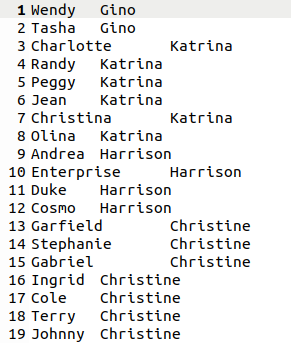 1 Wendy Gino
2 Tasha Gino
3 Charlotte Katrina
4 Randy Katrina
5 Peggy Katrina
6 Jean Katrina
7 Christina Katrina
8 Olina Katrina
9 Andrea Harrison
10 Enterprise Harrison
11 Duke Harrison
12 Cosmo Harrison
13 Garfield Christine
14 Stephanie Christine
15 Gabriel Christine
16 Ingrid Christine
17 Cole Christine
18 Terry Christine
19 Johnny Christine